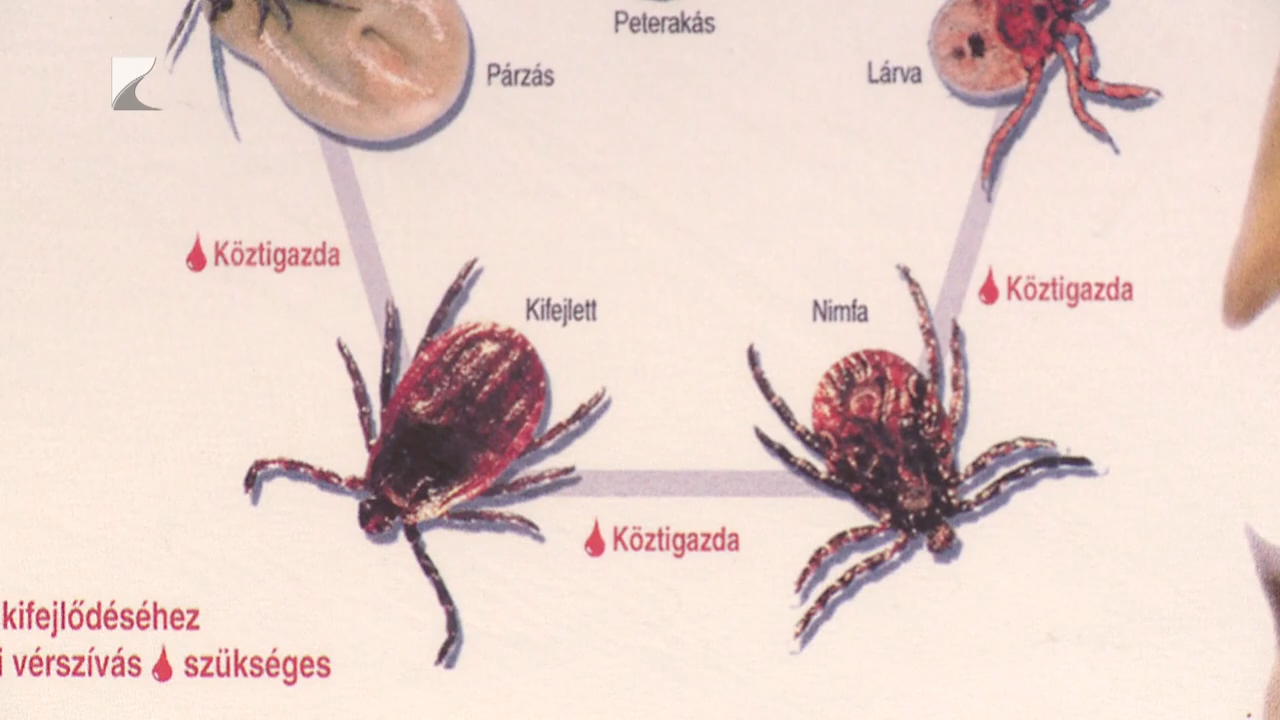 Peterakás
Párzás
Lárva
Köztigazda
Köztigazda
Kifejlett
Nimfa
Köztigazda
kifejlődéséhez
vérszívás szükséges